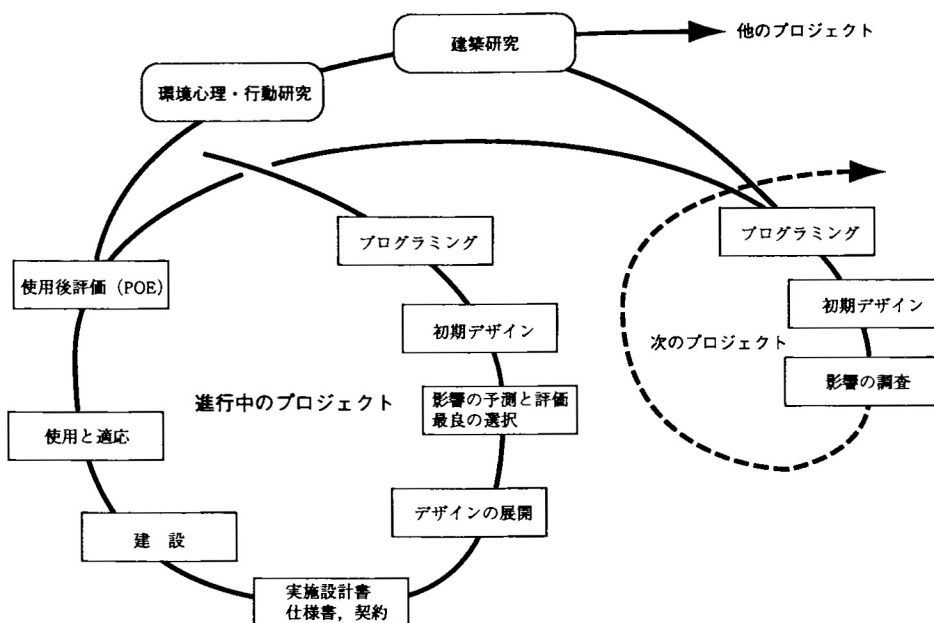 建築研究
他のプロジェクト
環境心理・行動研究
プログラミング
プログラミング
使用後評価（POE）
初期デザイン
初期デザイン
次のプロジェクト
影響の調査
進行中のプロジェクト
影響の予測と評価
最良の選択
使用と適応
デザインの展開
建　設
実施設計書
仕様書，契約